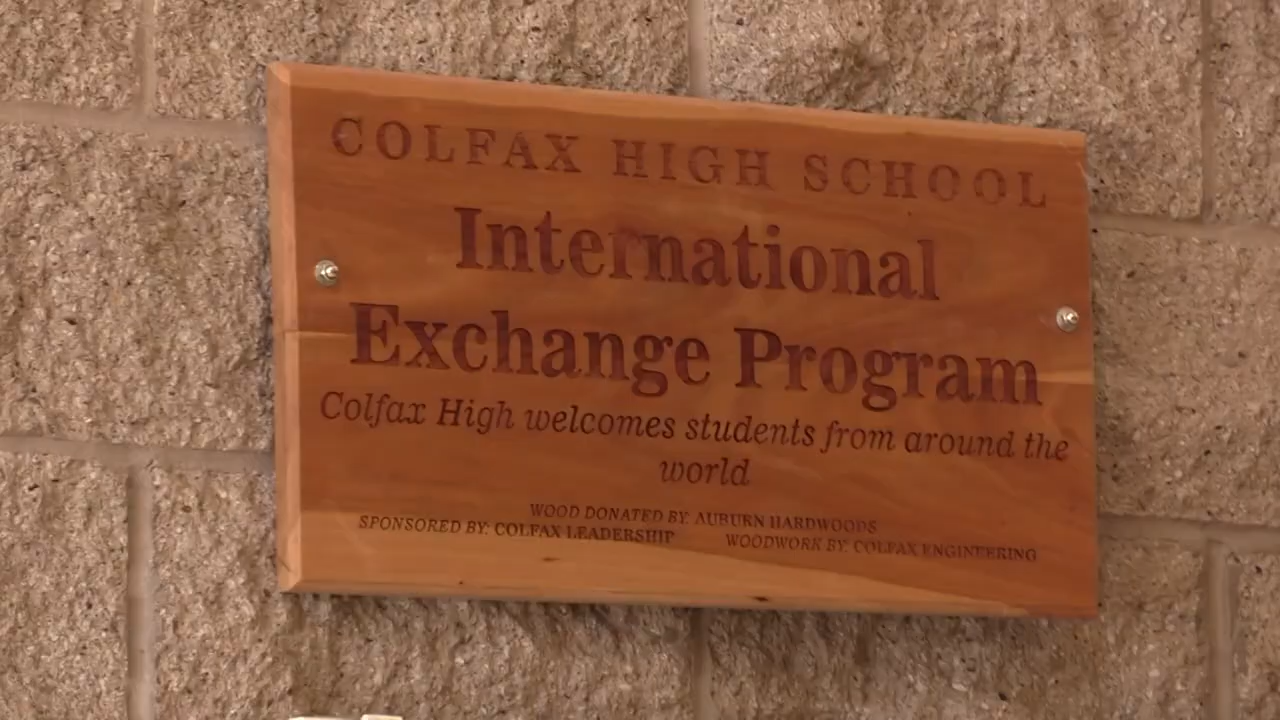 COLFAX HIGH SCHOOL
International
Exchange Program
Colfax High welcomes students from around the
world
WOOD DONATED BY: AUBURN HARDWOODS
SPONSORED BY: COLFAX LEADERSHIP WOODWORK BY: COLFAX ENGINEERING